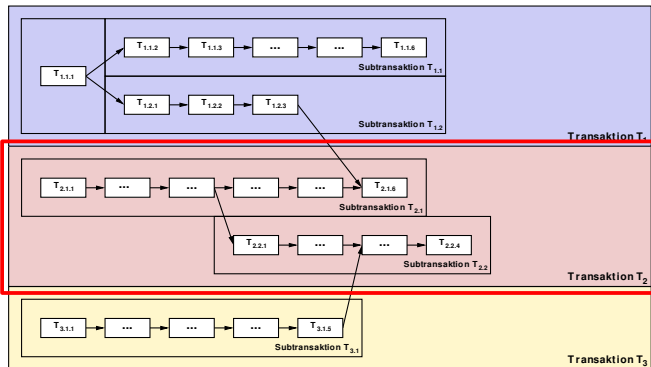 T1.1.2 T1.1.3 ... ... T1.1.6
T1.1.1
Subtransaktion T1.1
T1.2.1 T1.2.2 T1.2.3
Subtransaktion T1.2
Transaktion T1
T2.1.1 ... ... ... ... T2.1.6
Subtransaktion T2.1
T2.2.1 ... ... T2.2.4
Subtransaktion T2.2
Transaktion T2
T3.1.1 ... ... ... T3.1.5
Subtransaktion T3.1
Transaktion T3